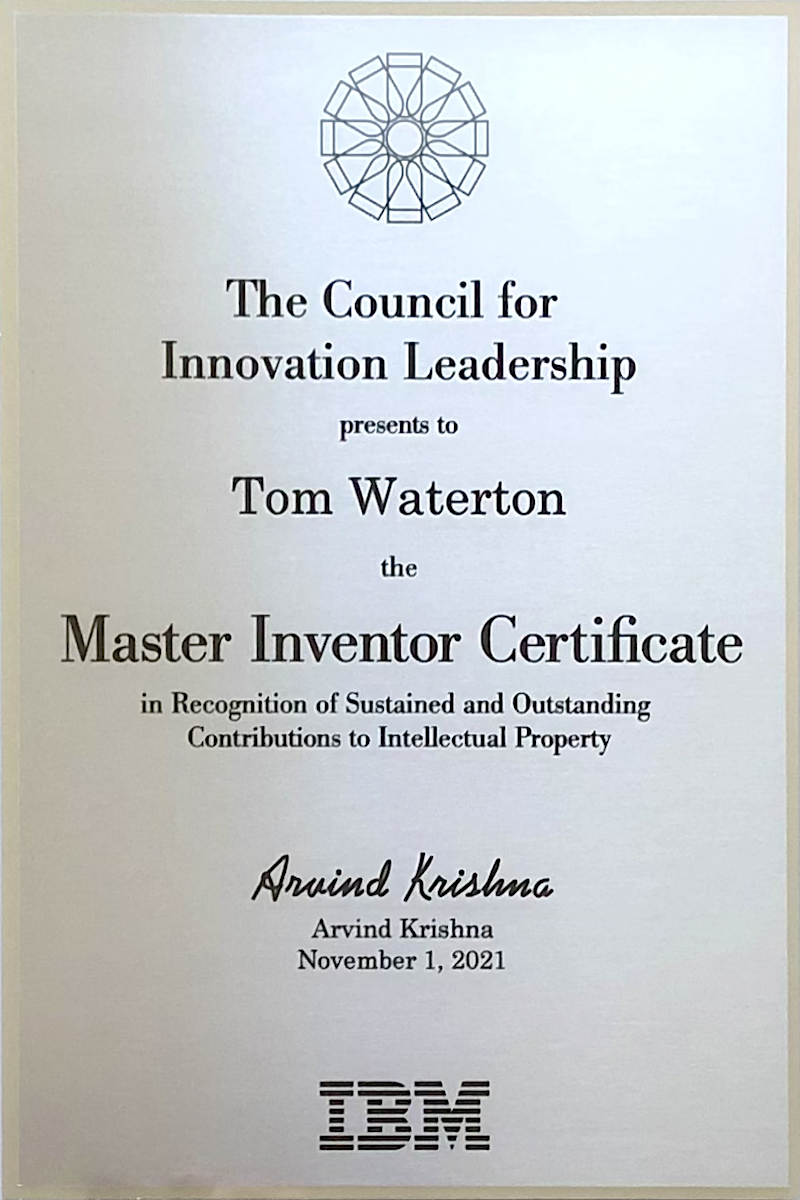 The Council for
Innovation Leadership
presents to
Tom Waterton
the
Master Inventor Certificate
in Recognition of Sustained and Outstanding
Contributions to Intellectual Property
Arvind Krishna
Arvind Krishna
November 1, 2021
IBM